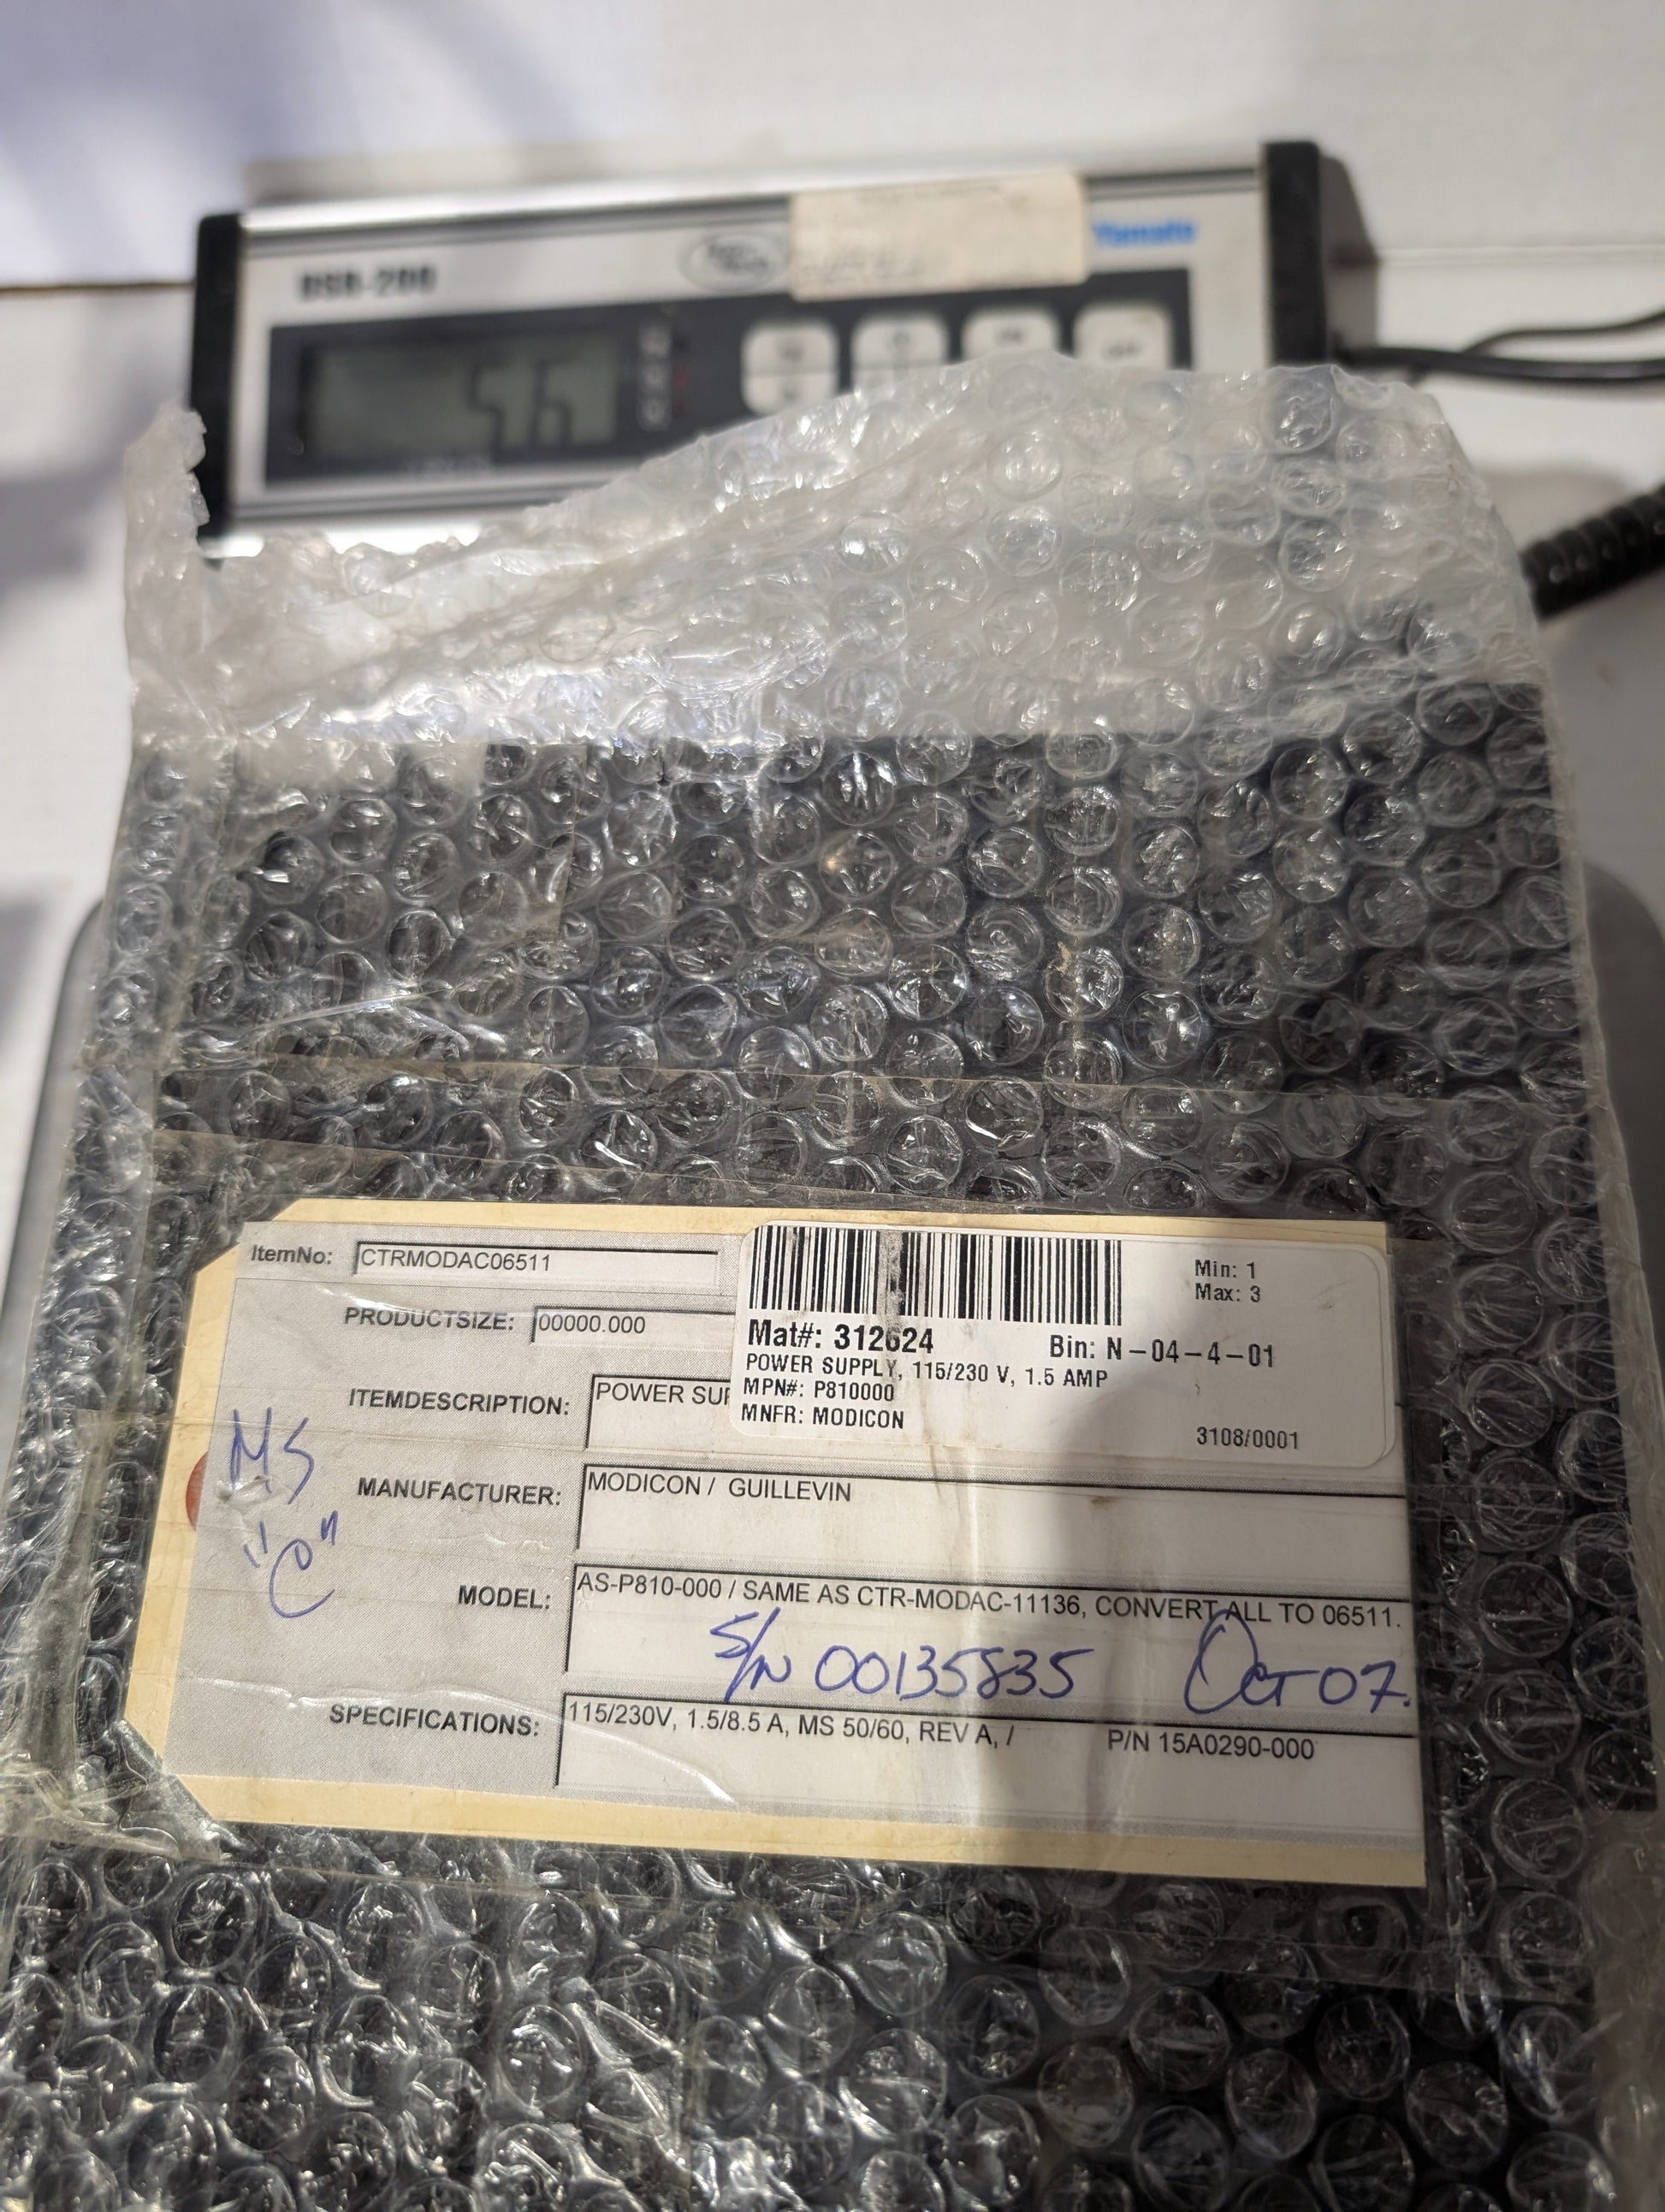 Yamato
DSR-200
5.6
ItemNo: CTRMODAC06511
Min: 1
Max: 3
PRODUCTSIZE: 00000.000
Mat#: 312624 Bin: N-04-4-01
POWER SUPPLY, 115/230 V, 1.5 AMP
ITEMDESCRIPTION: POWER SUP
MPN#: P810000
MNFR: MODICON
3108/0001
MS
"C"
MANUFACTURER: MODICON / GUILLEVIN
MODEL: AS-P810-000 / SAME AS CTR-MODAC-11136, CONVERT ALL TO 06511.
S/N 00135835 OCT 07.
SPECIFICATIONS: 115/230V, 1.5/8.5 A, MS 50/60, REV A, / P/N 15A0290-000